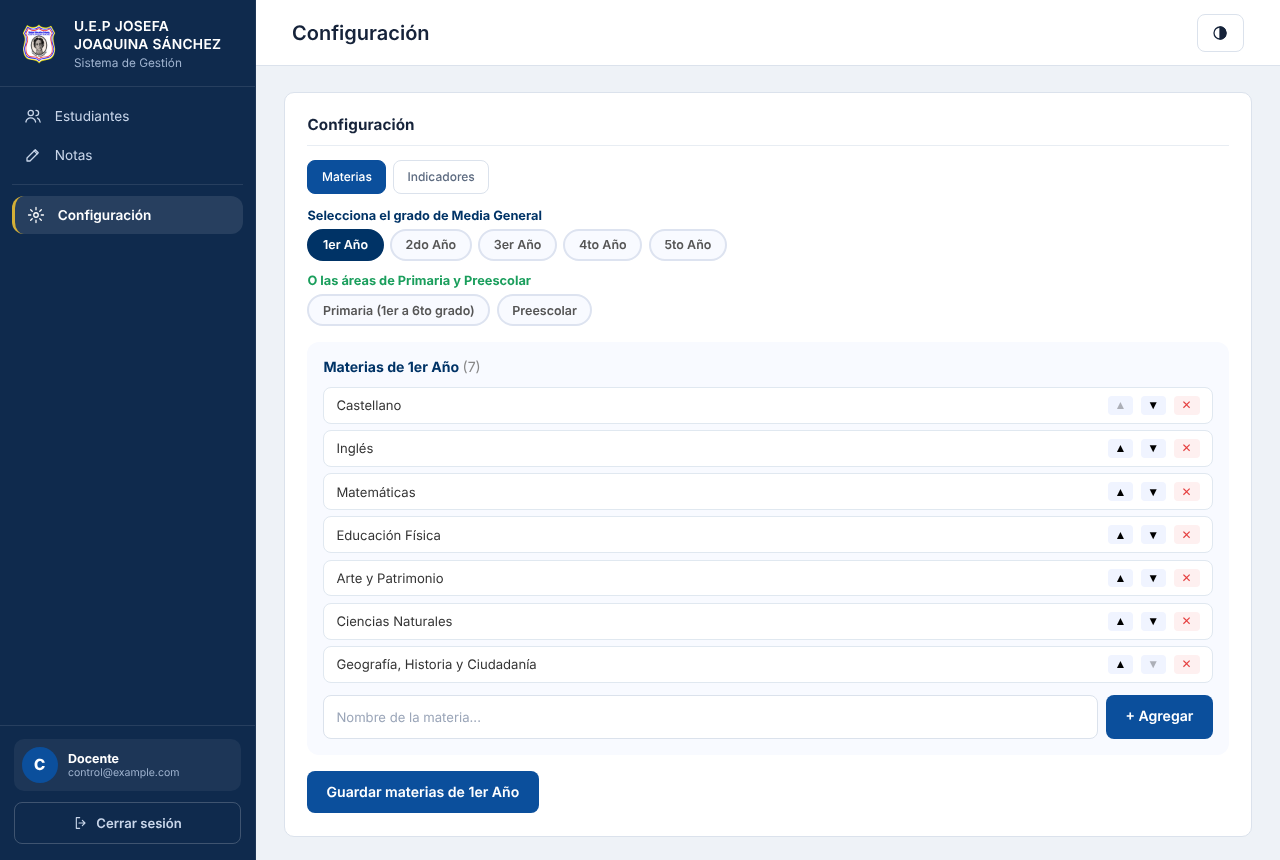 U.E.P JOSEFA
JOAQUINA SÁNCHEZ
Sistema de Gestión
Estudiantes
Notas
Configuración
Docente
C
control@example.com
Cerrar sesión
Configuración
Configuración
Materias
Indicadores
Selecciona el grado de Media General
1er Año
2do Año
3er Año
4to Año
5to Año
O las áreas de Primaria y Preescolar
Primaria (1er a 6to grado)
Preescolar
Materias de 1er Año (7)
Castellano
Inglés
Matemáticas
Educación Física
Arte y Patrimonio
Ciencias Naturales
Geografía, Historia y Ciudadanía
Nombre de la materia...
+ Agregar
Guardar materias de 1er Año